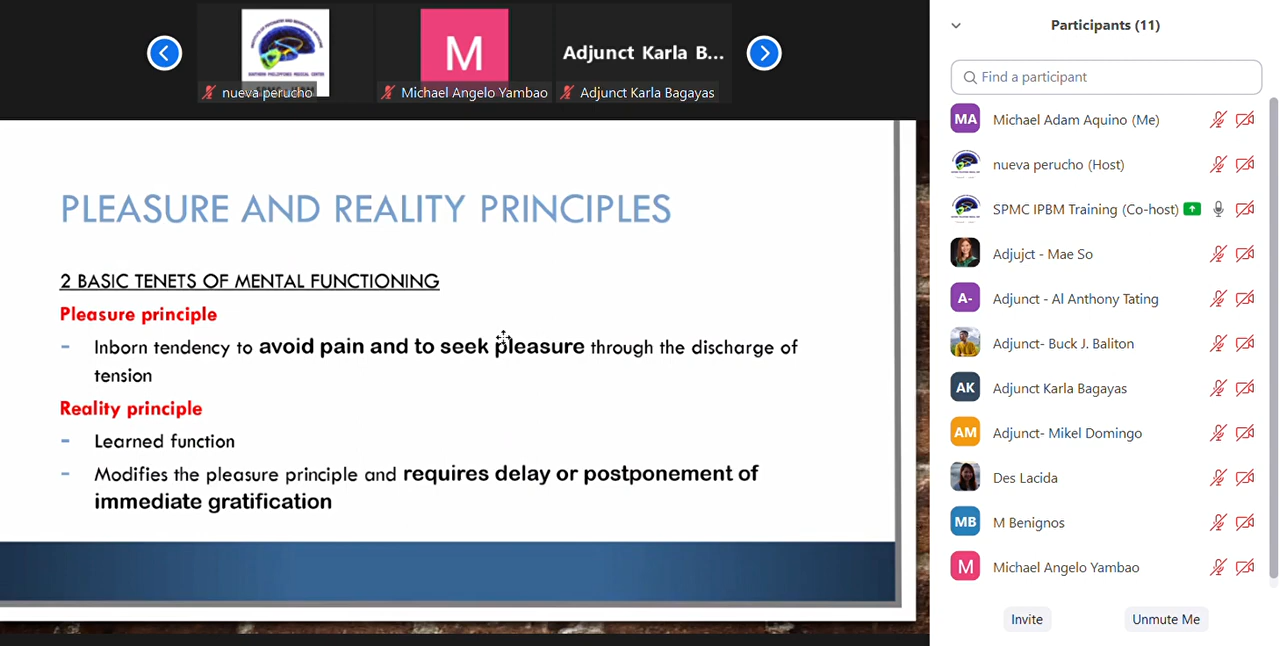 SOUTHERN PHILIPPINES MEDICAL CENTER
nueva perucho
M
Michael Angelo Yambao
Adjunct Karla B...
Adjunct Karla Bagayas
PLEASURE AND REALITY PRINCIPLES
2 BASIC TENETS OF MENTAL FUNCTIONING
Pleasure principle
- Inborn tendency to avoid pain and to seek pleasure through the discharge of
tension
Reality principle
- Learned function
- Modifies the pleasure principle and requires delay or postponement of
immediate gratification
Participants (11)
Find a participant
MA Michael Adam Aquino (Me)
nueva perucho (Host)
SPMC IPBM Training (Co-host)
Adjujct - Mae So
A- Adjunct - Al Anthony Tating
Adjunct- Buck J. Baliton
AK Adjunct Karla Bagayas
AM Adjunct- Mikel Domingo
Des Lacida
MB M Benignos
M Michael Angelo Yambao
Invite
Unmute Me